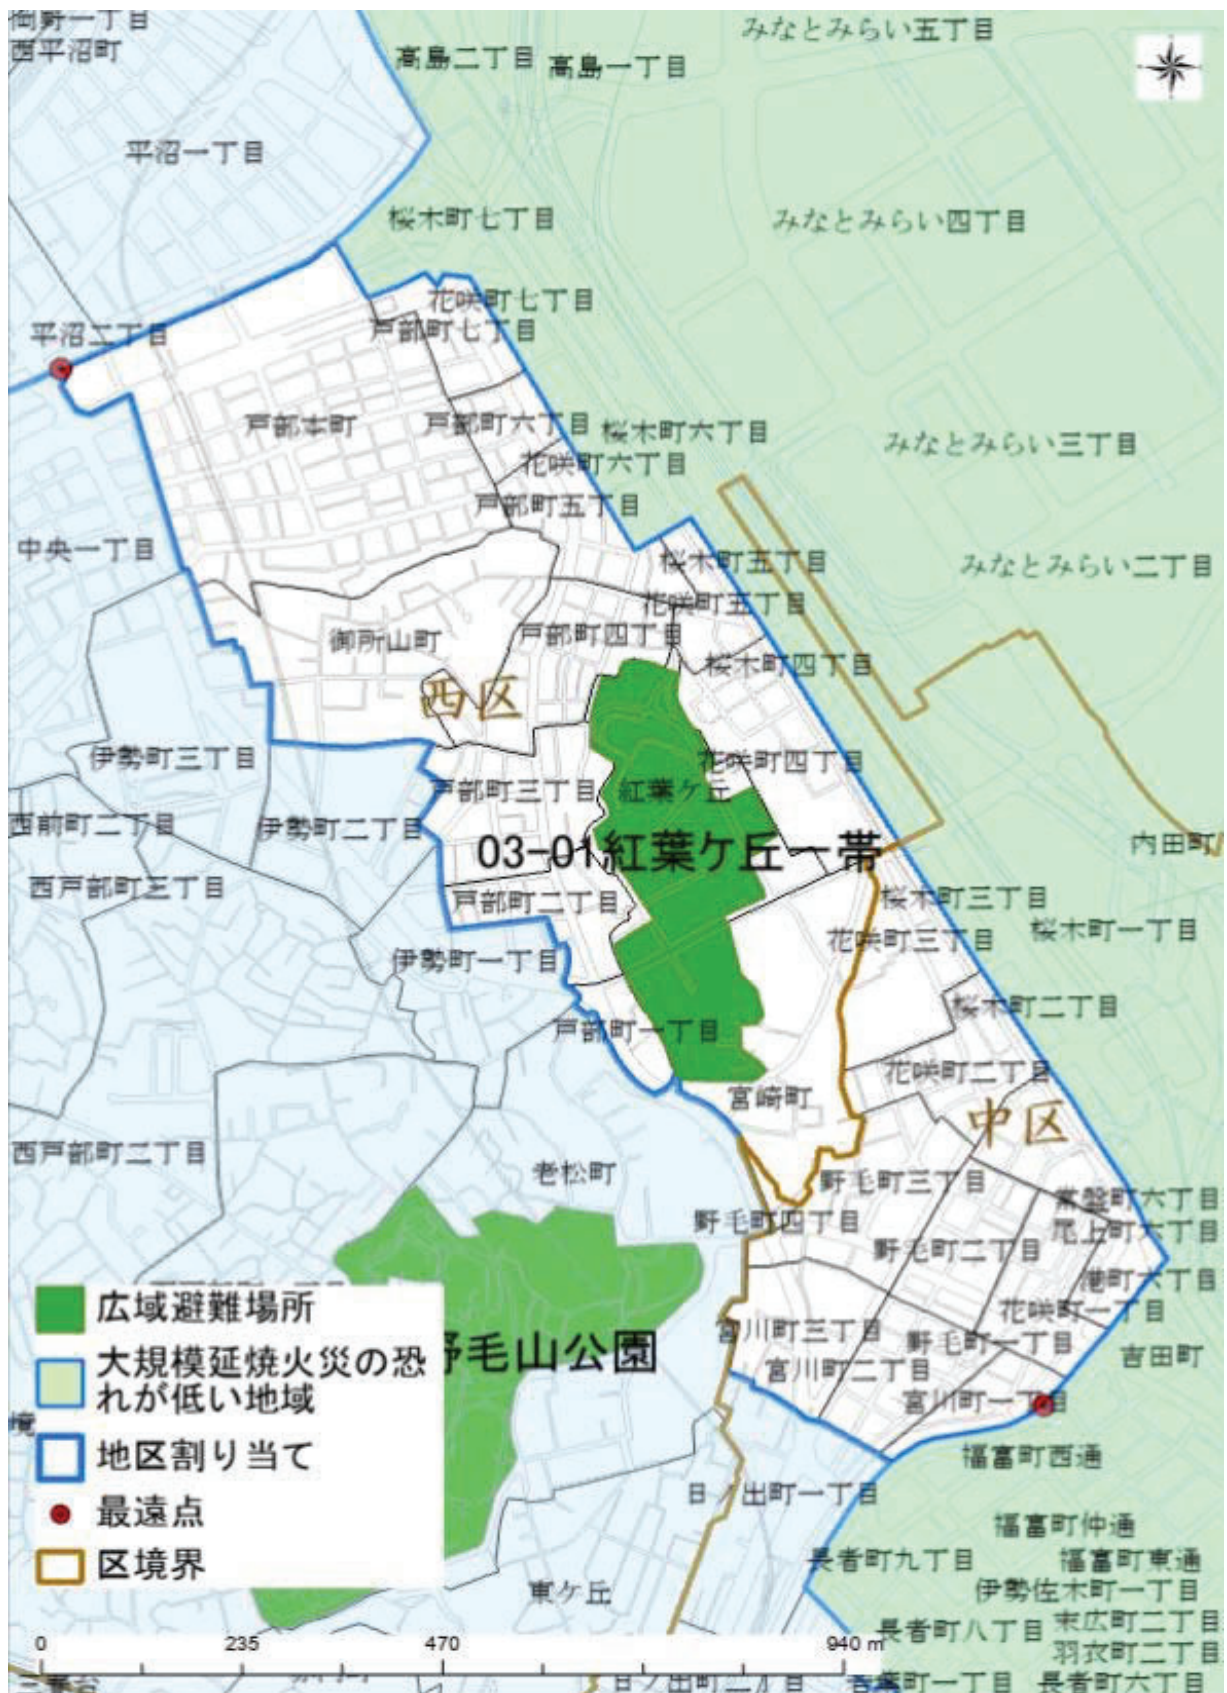 岡野一丁目
西平沼町
高島二丁目
高島一丁目
みなとみらい五丁目
平沼一丁目
桜木町七丁目
みなとみらい四丁目
花咲町七丁目
戸部町七丁目
平沼二丁目
戸部本町
戸部町六丁目
桜木町六丁目
みなとみらい三丁目
花咲町六丁目
戸部町五丁目
中央一丁目
桜木町五丁目
みなとみらい二丁目
花咲町五丁目
御所山町
戸部町四丁目
桜木町四丁目
西区
伊勢町三丁目
花咲町四丁目
戸部町三丁目
紅葉ケ丘
西前町二丁目
伊勢町二丁目
03-01紅葉ケ丘一帯
内田町
西戸部町三丁目
戸部町二丁目
桜木町三丁目
花咲町三丁目
桜木町一丁目
伊勢町一丁目
桜木町二丁目
戸部町一丁目
花咲町二丁目
宮崎町
中区
西戸部町二丁目
老松町
野毛町三丁目
常盤町六丁目
野毛町四丁目
尾上町六丁目
野毛町二丁目
港町六丁目
花咲町一丁目
宮川町三丁目
野毛町一丁目
吉田町
野毛山公園
宮川町二丁目
宮川町一丁目
福富町西通
日ノ出町一丁目
福富町仲通
長者町九丁目
福富町東通
伊勢佐木町一丁目
東ケ丘
長者町八丁目
末広町二丁目
羽衣町二丁目
日ノ出町二丁目
若葉町一丁目
長者町六丁目
広域避難場所
大規模延焼火災の恐
れが低い地域
地区割り当て
最遠点
区境界
0 235 470 940 m